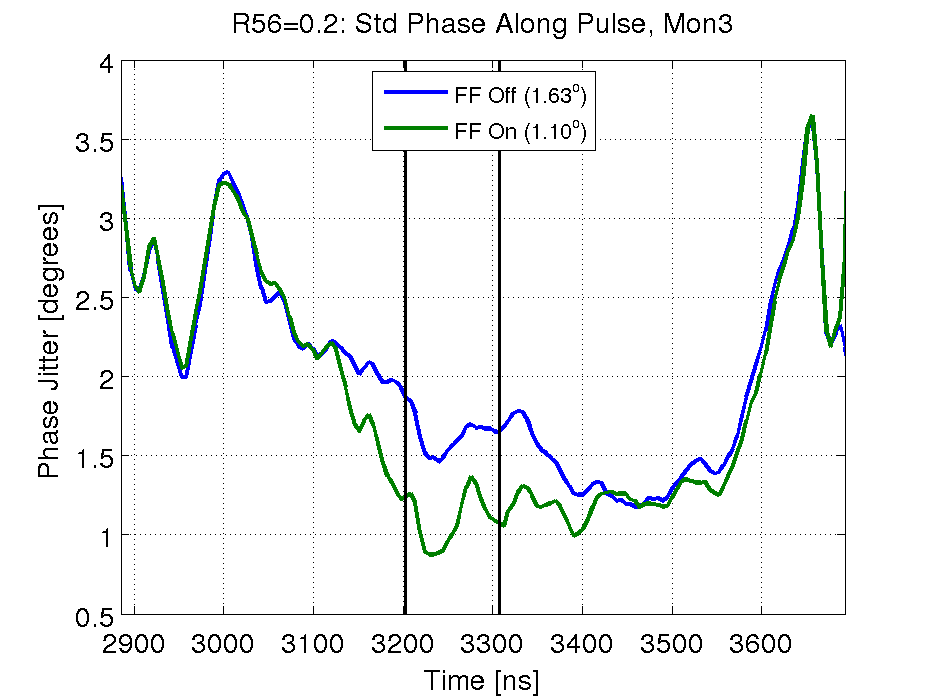 R56=0.2: Std Phase Along Pulse, Mon3
FF Off (1.63°)
FF On (1.10°)
4
3.5
3
2.5
2
1.5
1
0.5
Phase Jitter [degrees]
2900 3000 3100 3200 3300 3400 3500 3600
Time [ns]